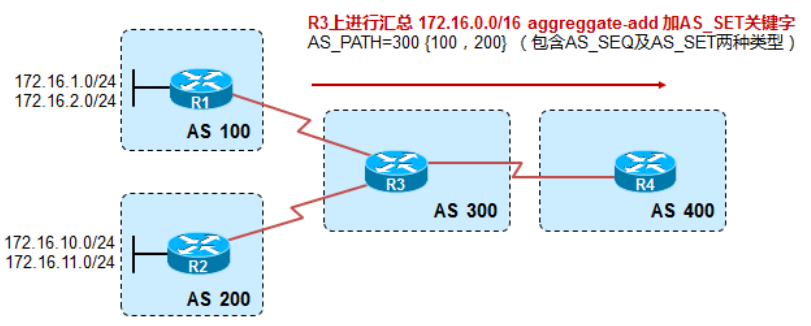 R3上进行汇总 172.16.0.0/16 aggreggate-add 加AS_SET关键字
AS_PATH=300 {100，200} （包含AS_SEQ及AS_SET两种类型）
172.16.1.0/24
172.16.2.0/24
R1
AS 100
R3
AS 300
R4
AS 400
172.16.10.0/24
172.16.11.0/24
R2
AS 200